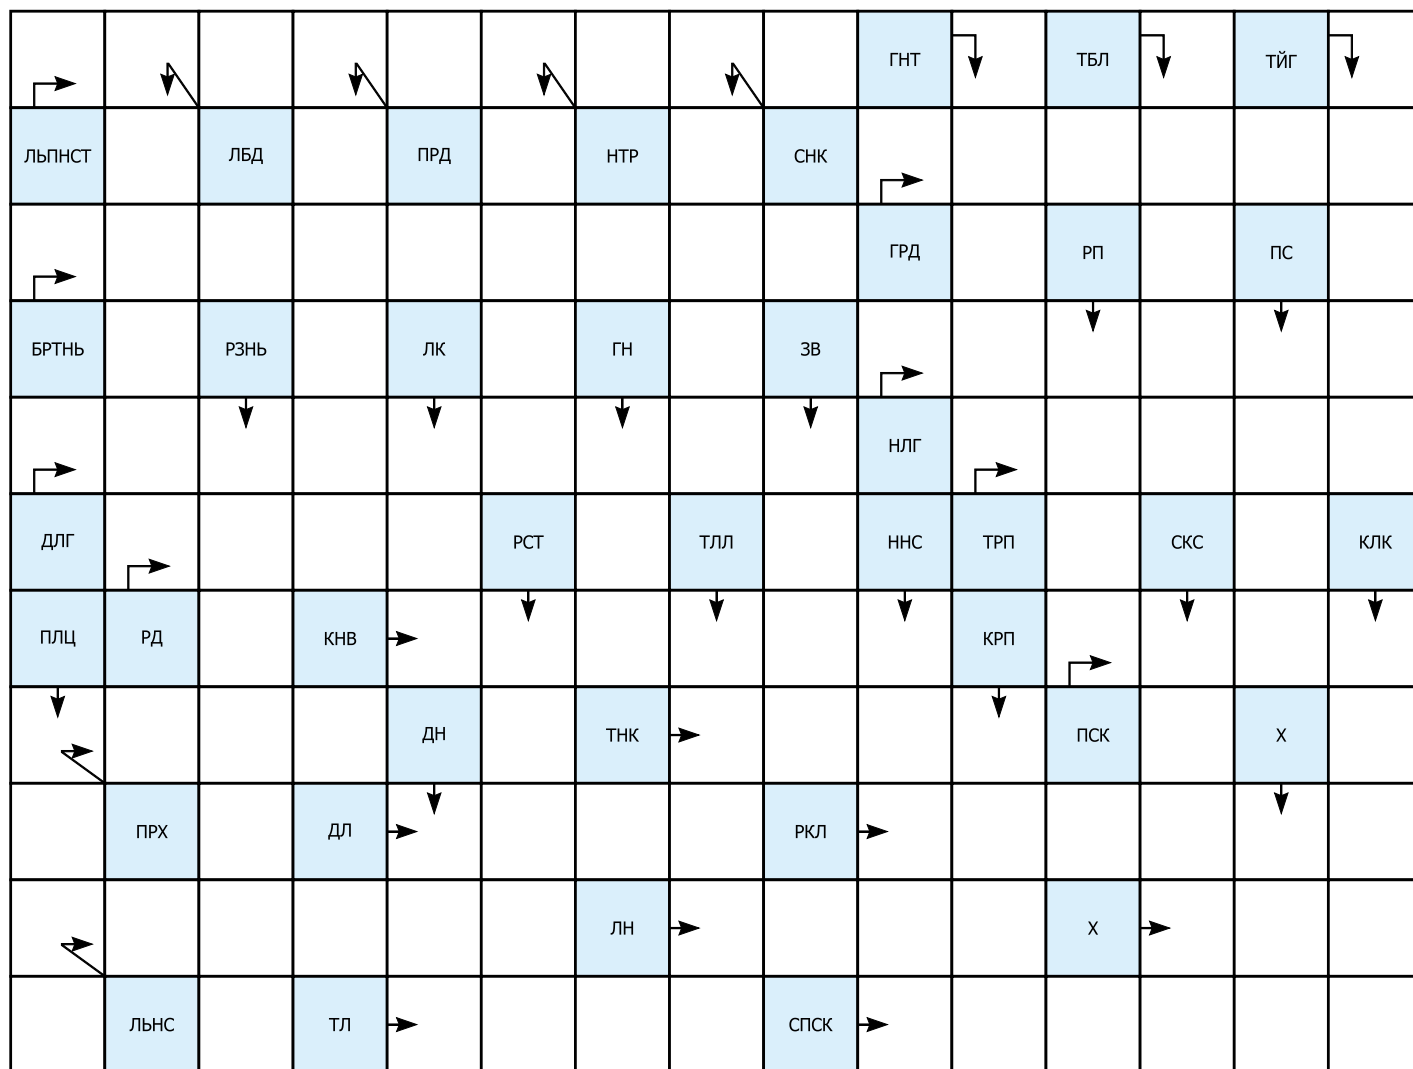 ГНТ ТБЛ ТЙГ
ЛЬПНСТ ЛБД ПРД НТР СНК
ГРД РП ПС
БРТНЬ РЗНЬ ЛК ГН ЗВ
НЛГ
ДЛГ РСТ ТЛЛ ННС ТРП СКС КЛК
ПЛЦ РД КНВ КРП
ДН ТНК ПСК Х
ПРХ ДЛ РКЛ
ЛН Х
ЛЬНС ТЛ СПСК